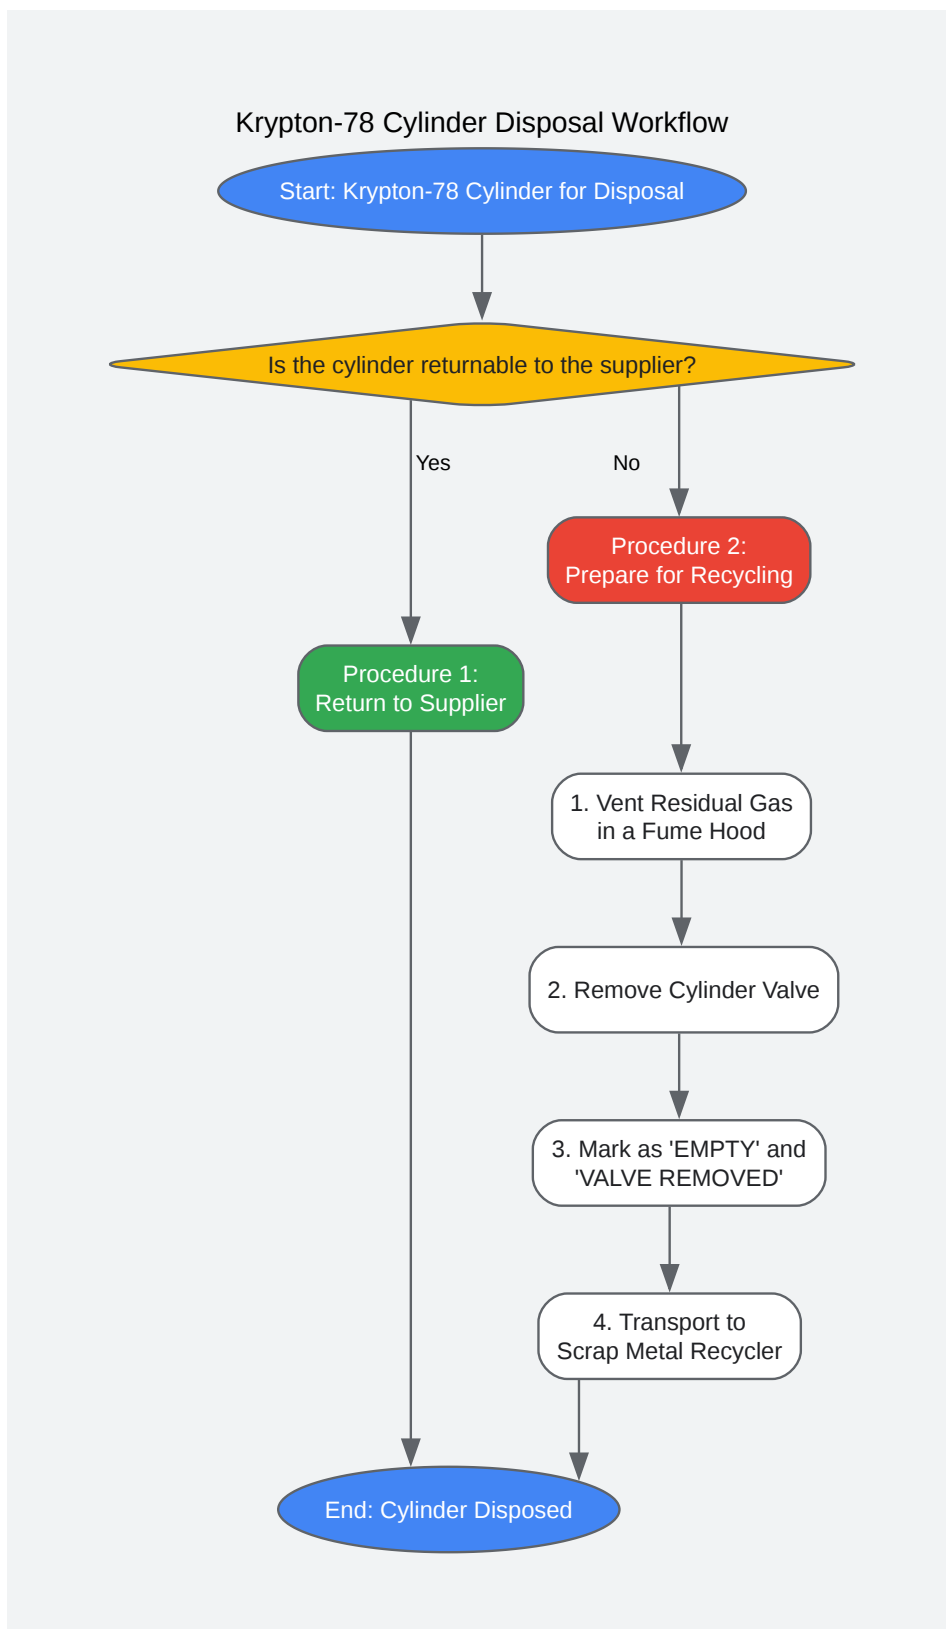 Krypton-78 Cylinder Disposal Workflow
Start: Krypton-78 Cylinder for Disposal
Is the cylinder returnable to the supplier?
Yes
No
Procedure 2:
Prepare for Recycling
Procedure 1:
Return to Supplier
1. Vent Residual Gas
in a Fume Hood
2. Remove Cylinder Valve
3. Mark as 'EMPTY' and
'VALVE REMOVED'
4. Transport to
Scrap Metal Recycler
End: Cylinder Disposed